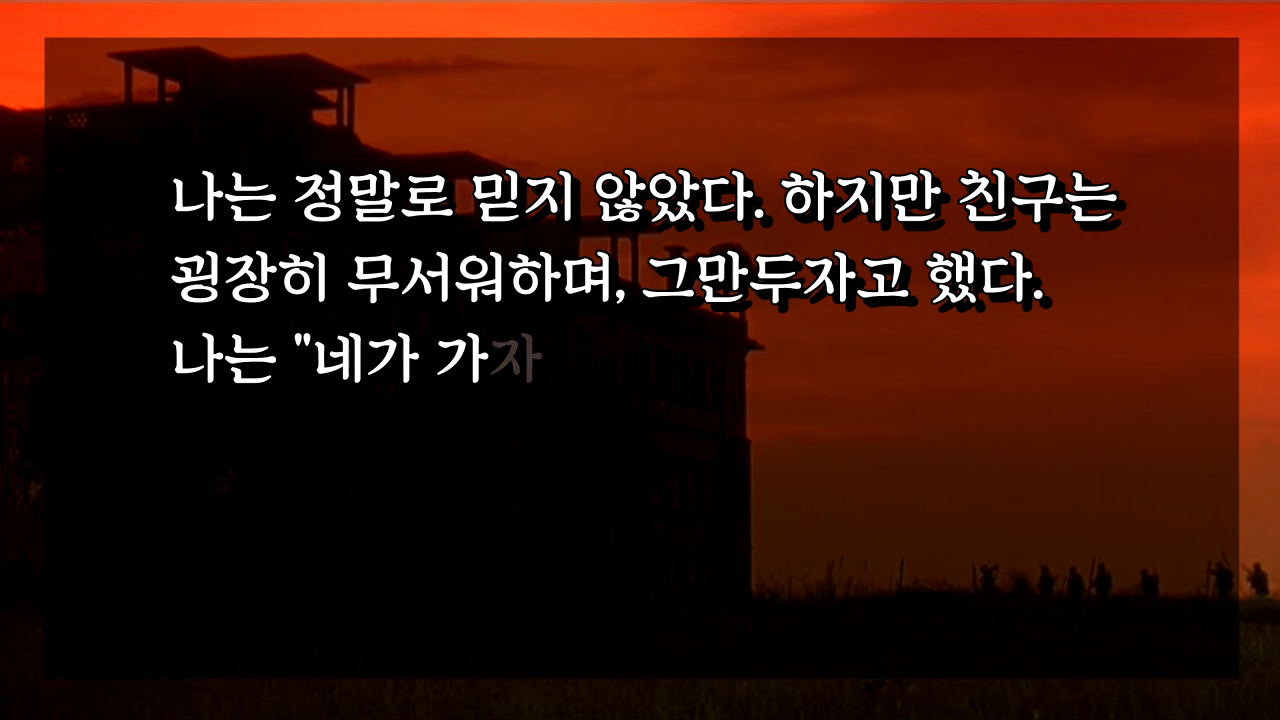 나는 정말로 믿지 않았다. 하지만 친구는
굉장히 무서워하며, 그만두자고 했다.
나는 "네가 가자